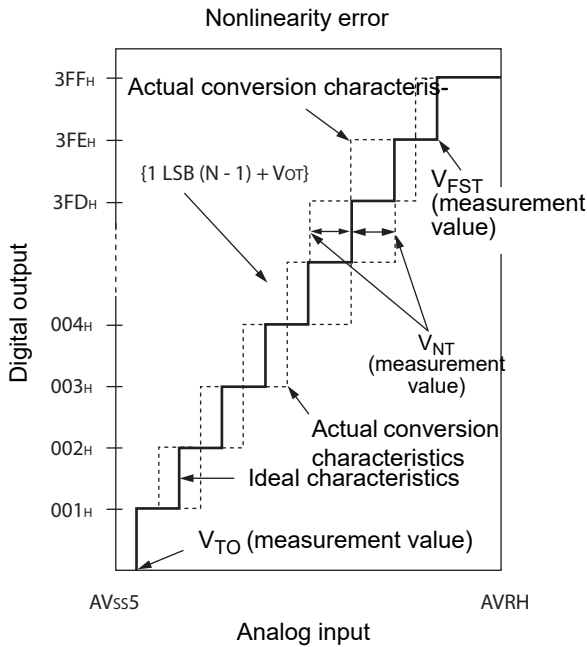 Nonlinearity error
3FFH
Actual conversion characteris-
3FEH
{1 LSB (N - 1) + VOT}
3FDH
VFST
(measurement
value)
Digital output
004H
VNT
(measurement
value)
003H
Actual conversion
characteristics
002H
Ideal characteristics
001H
VTO (measurement value)
AVss5
AVRH
Analog input